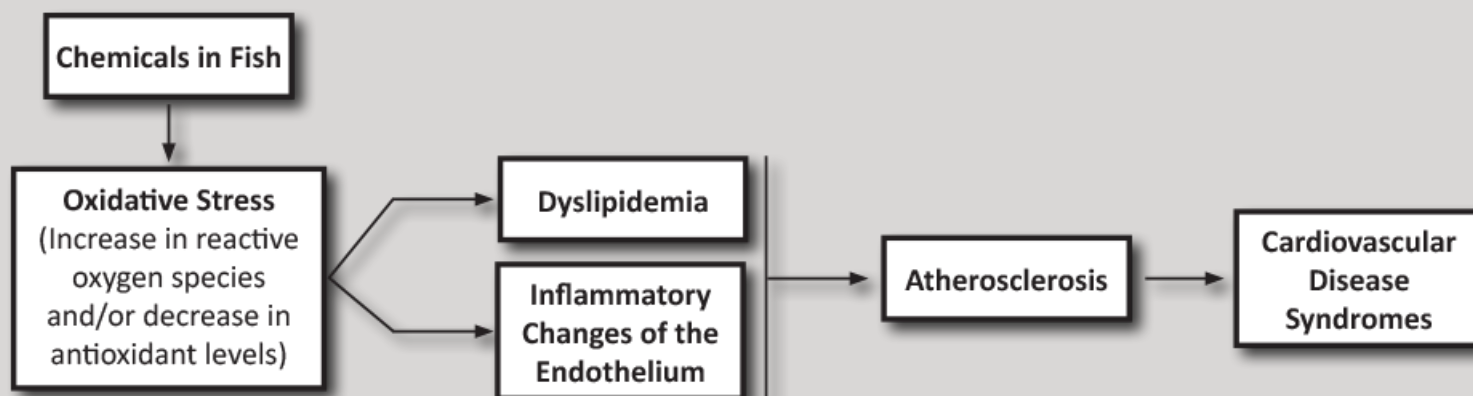 Chemicals in Fish
Oxidative Stress
(Increase in reactive
oxygen species
and/or decrease in
antioxidant levels)
Dyslipidemia
Inflammatory
Changes of the
Endothelium
Atherosclerosis
Cardiovascular
Disease
Syndromes